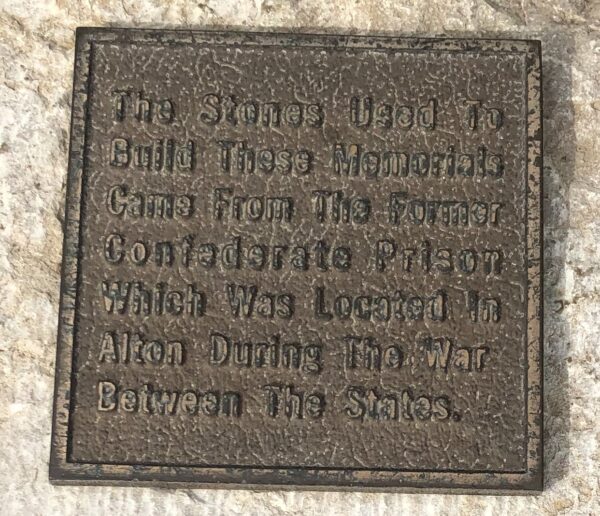 The Stones Used To
Build These Memorials
Came From The Former
Confederate Prison
Which Was Located In
Alton During The War
Between The States.